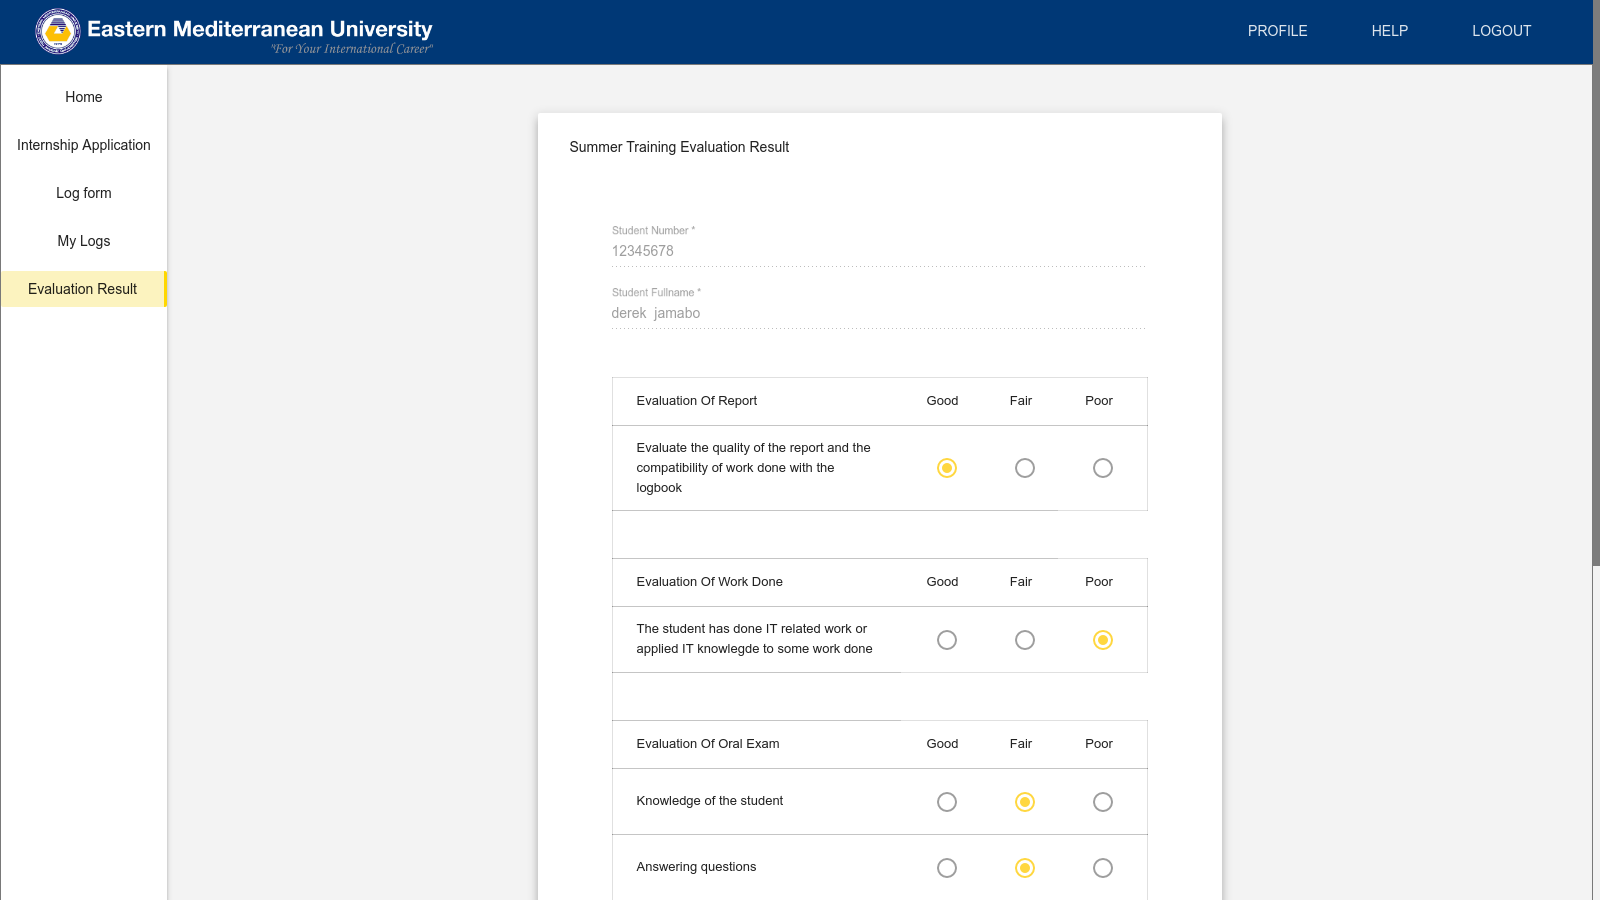 Eastern Mediterranean University
"For Your International Career"
PROFILE
HELP
LOGOUT
Home
Internship Application
Log form
My Logs
Evaluation Result
Summer Training Evaluation Result
Student Number *
12345678
Student Fullname *
derek  jamabo
Evaluation Of Report Good Fair Poor
Evaluate the quality of the report and the
compatibility of work done with the
logbook
Evaluation Of Work Done Good Fair Poor
The student has done IT related work or
applied IT knowlegde to some work done
Evaluation Of Oral Exam Good Fair Poor
Knowledge of the student
Answering questions